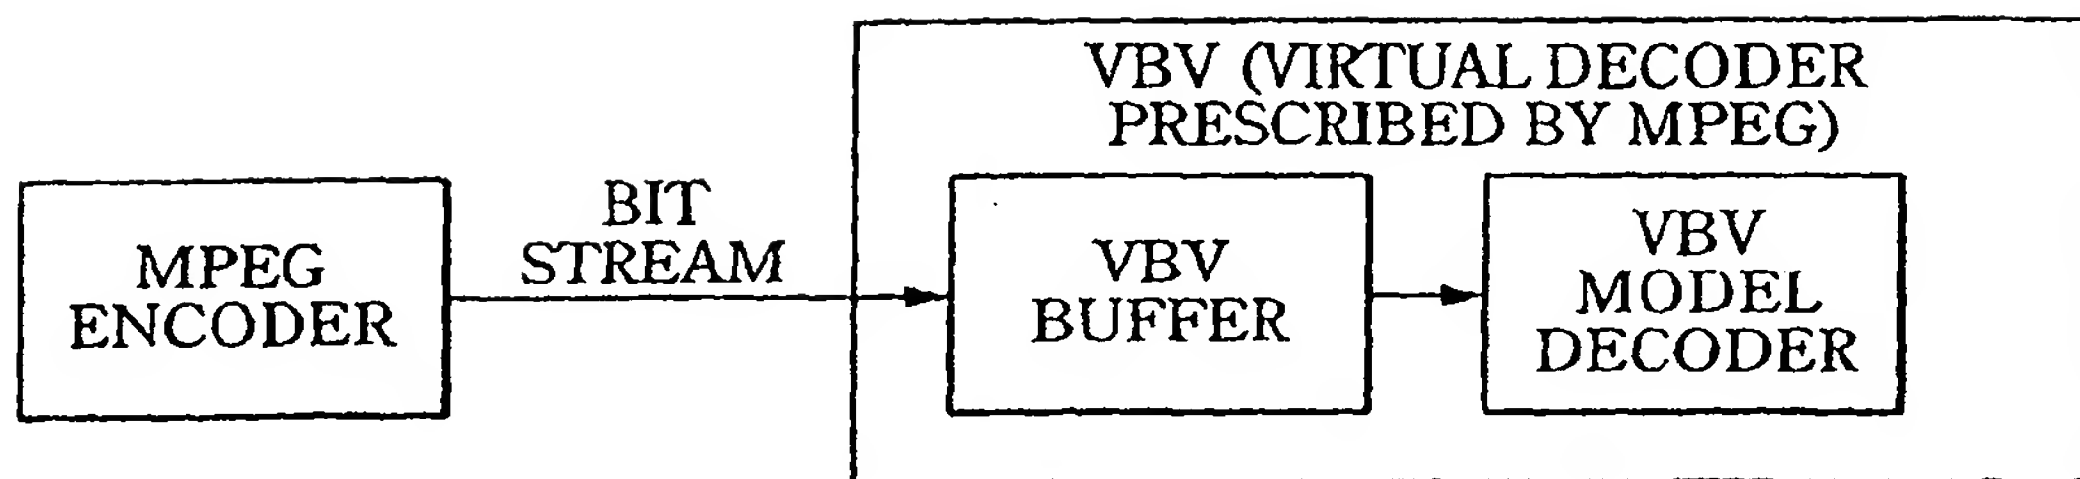 VBV (VIRTUAL DECODER
PRESCRIBED BY MPEG)
MPEG
ENCODER
BIT
STREAM
VBV
BUFFER
VBV
MODEL
DECODER